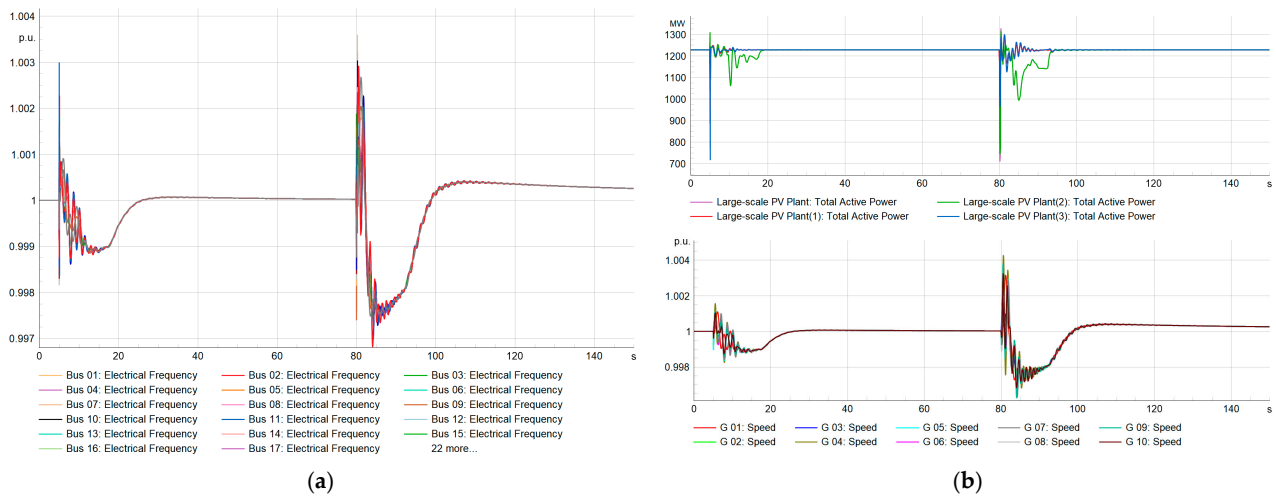 1.004
p.u.
1.003
1.002
1.001
1
0.999
0.998
0.997
0 20 40 60 80 100 120 140 s
Bus 01: Electrical Frequency Bus 02: Electrical Frequency Bus 03: Electrical Frequency
Bus 04: Electrical Frequency Bus 05: Electrical Frequency Bus 06: Electrical Frequency
Bus 07: Electrical Frequency Bus 08: Electrical Frequency Bus 09: Electrical Frequency
Bus 10: Electrical Frequency Bus 11: Electrical Frequency Bus 12: Electrical Frequency
Bus 13: Electrical Frequency Bus 14: Electrical Frequency Bus 15: Electrical Frequency
Bus 16: Electrical Frequency Bus 17: Electrical Frequency 22 more...
(a)
MW
1300
1200
1100
1000
900
800
700
0 20 40 60 80 100 120 140 s
Large-scale PV Plant: Total Active Power Large-scale PV Plant(2): Total Active Power
Large-scale PV Plant(1): Total Active Power Large-scale PV Plant(3): Total Active Power
p.u.
1.004
1.002
1
0.998
0 20 40 60 80 100 120 140 s
G 01: Speed G 03: Speed G 05: Speed G 07: Speed G 09: Speed
G 02: Speed G 04: Speed G 06: Speed G 08: Speed G 10: Speed
(b)